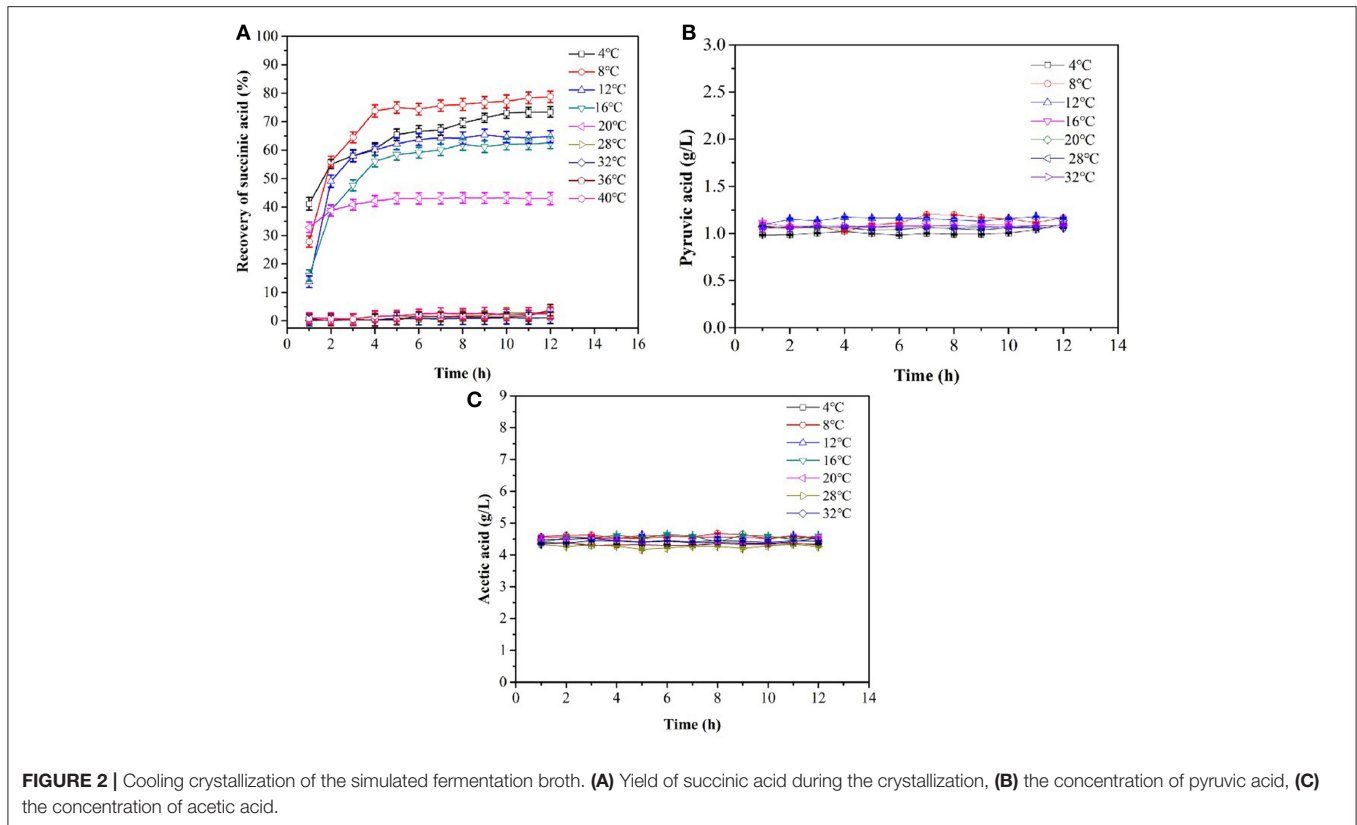 A
100
90
80
70
60
50
40
30
20
10
0
Recovery of succinic acid (%)
0 2 4 6 8 10 12 14 16
Time (h)
4°C
8°C
12°C
16°C
20°C
28°C
32°C
36°C
40°C
B
3.0
2.5
2.0
1.5
1.0
0.5
0.0
Pyruvic acid (g/L)
0 2 4 6 8 10 12 14
Time (h)
4°C
8°C
12°C
16°C
20°C
28°C
32°C
C
9
8
7
6
5
4
3
2
1
0
Acetic acid (g/L)
0 2 4 6 8 10 12 14
Time (h)
4°C
8°C
12°C
16°C
20°C
28°C
32°C
FIGURE 2 | Cooling crystallization of the simulated fermentation broth. (A) Yield of succinic acid during the crystallization, (B) the concentration of pyruvic acid, (C)
the concentration of acetic acid.